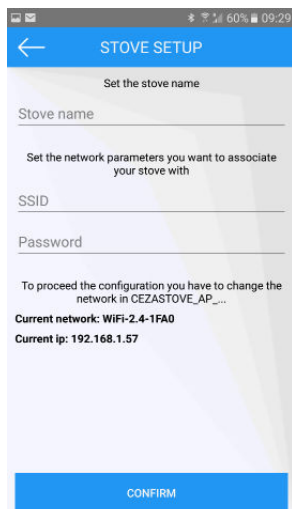 60% 09:29
STOVE SETUP
Set the stove name
Stove name
Set the network parameters you want to associate
your stove with
SSID
Password
To proceed the configuration you have to change the
network in CEZASTOVE_AP_...
Current network: WiFi-2.4-1FA0
Current ip: 192.168.1.57
CONFIRM